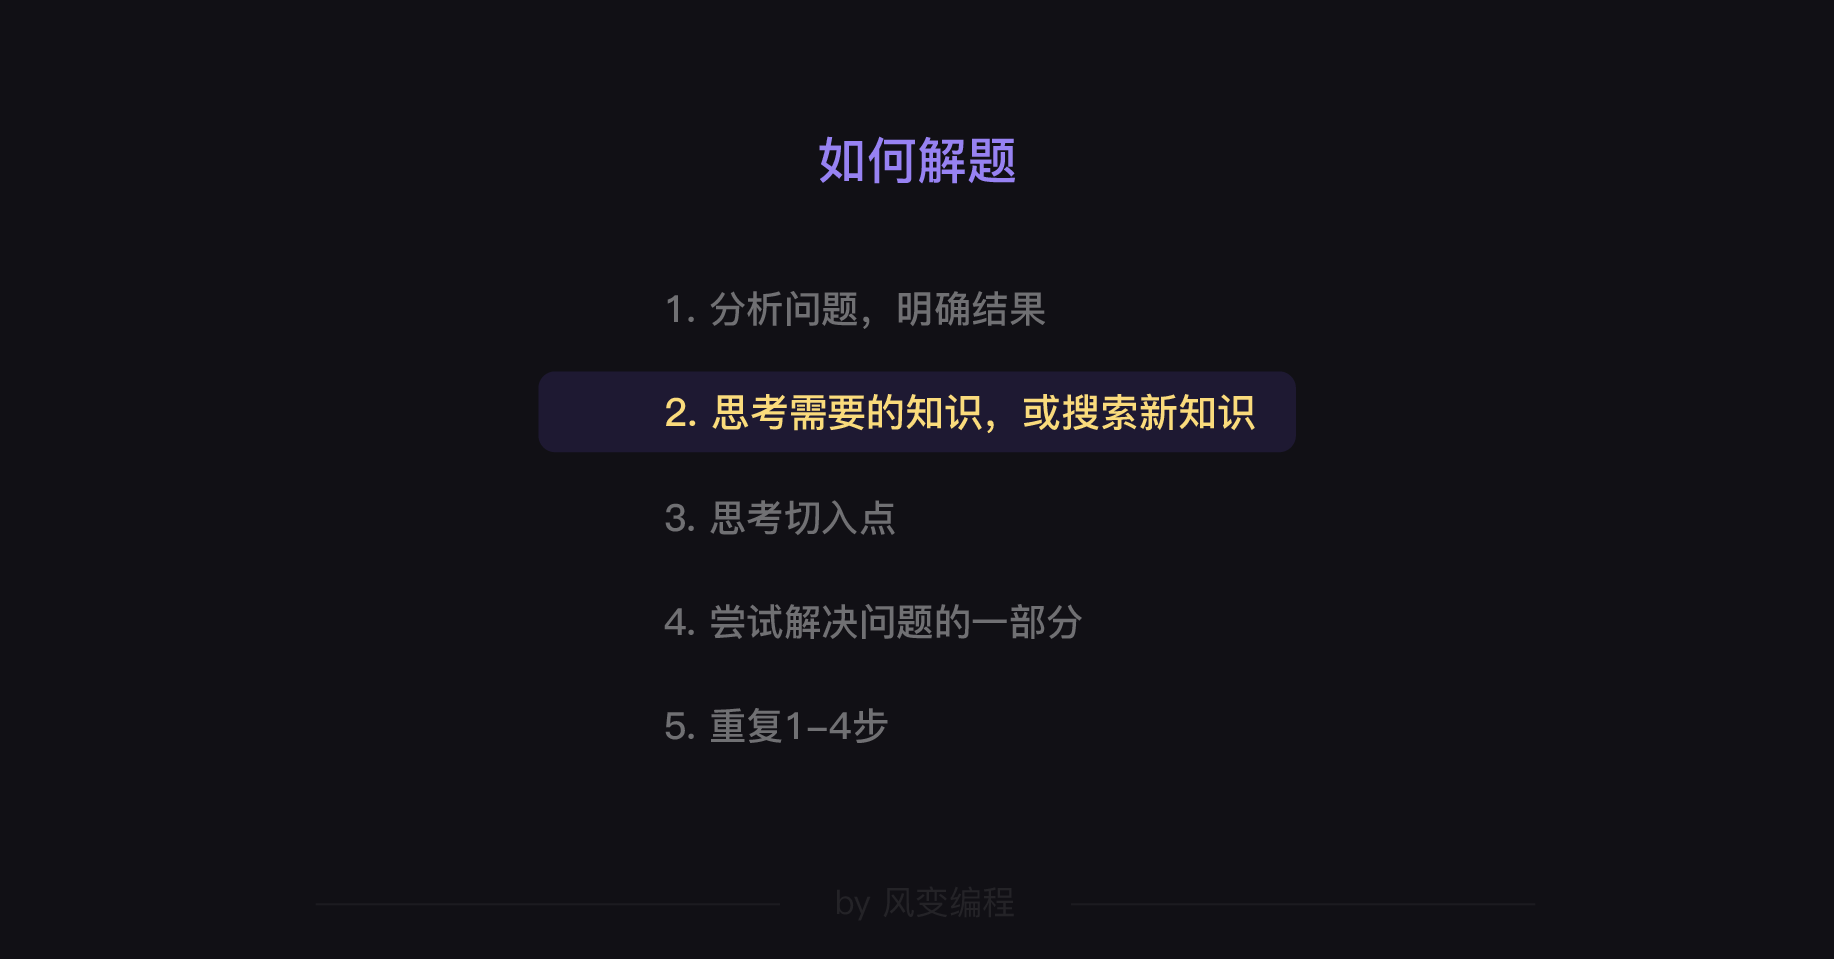 如何解题
1. 分析问题，明确结果
2. 思考需要的知识，或搜索新知识
3. 思考切入点
4. 尝试解决问题的一部分
5. 重复1-4步
by 风变编程